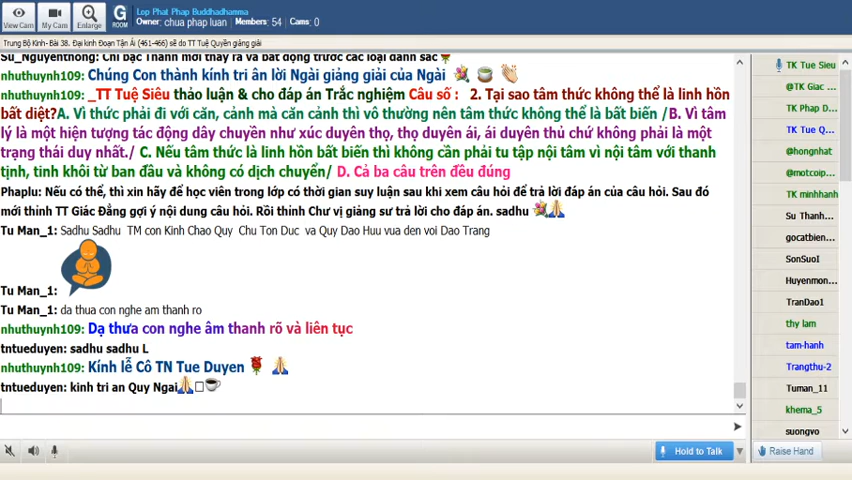 Lop Phat Phap Buddhadhamma
Owner: chua phap luan Members: 54 Cams: 0
View Cam
My Cam
Enlarge
G
ROOM
Trung Bộ Kinh- Bài 38. Đại kinh Đoạn Tận Ái (461-466) sẽ do TT Tuệ Quyền giảng giải
Su_Nguyenthong: Chỉ bậc Thánh mới thấy ra và bất động trước các loại danh sắc
nhuthuynh109: Chúng Con thành kính tri ân lời Ngài giảng giải của Ngài
nhuthuynh109: _TT Tuệ Siêu thảo luận & cho đáp án Trắc nghiệm Câu số : 2. Tại sao tâm thức không thể là linh hồn
bất diệt?A. Vì thức phải đi với căn, cảnh mà căn cảnh thì vô thường nên tâm thức không thể là bất biến /B. Vì tâm
lý là một hiện tượng tác động dây chuyền như xúc duyên thọ, thọ duyên ái, ái duyên thủ chứ không phải là một
trạng thái duy nhất./ C. Nếu tâm thức là linh hồn bất biến thì không cần phải tu tập nội tâm vì nội tâm với thanh
tịnh, tinh khôi từ ban đầu và không có dịch chuyển/ D. Cả ba câu trên đều đúng
Phaplu: Nếu có thể, thì xin hãy để học viên trong lớp có thời gian suy luận sau khi xem câu hỏi để trả lời đáp án của câu hỏi. Sau đó
mới thỉnh TT Giác Đẳng gợi ý nội dung câu hỏi. Rồi thỉnh Chư vị giảng sư trả lời cho đáp án. sadhu
Tu Man_1: Sadhu Sadhu TM con Kinh Chao Quy Chu Ton Duc va Quy Dao Huu vua den voi Dao Trang
Tu Man_1:
Tu Man_1: da thua con nghe am thanh ro
nhuthuynh109: Dạ thưa con nghe âm thanh rõ và liên tục
tntueduyen: sadhu sadhu L
nhuthuynh109: Kính lễ Cô TN Tue Duyen
tntueduyen: kinh tri an Quy Ngai
Hold to Talk
TK Tue Sieu
@TK Giac ...
TK Phap D...
TK Tue Q...
@hongnhat
@motcoip...
TK minhhanh
Su Thanh...
gocatbien...
SonSuoI
Huyenmon...
TranDao1
thy lam
tam-hanh
Trangthu-2
Tuman_11
khema_5
suongvo
Raise Hand